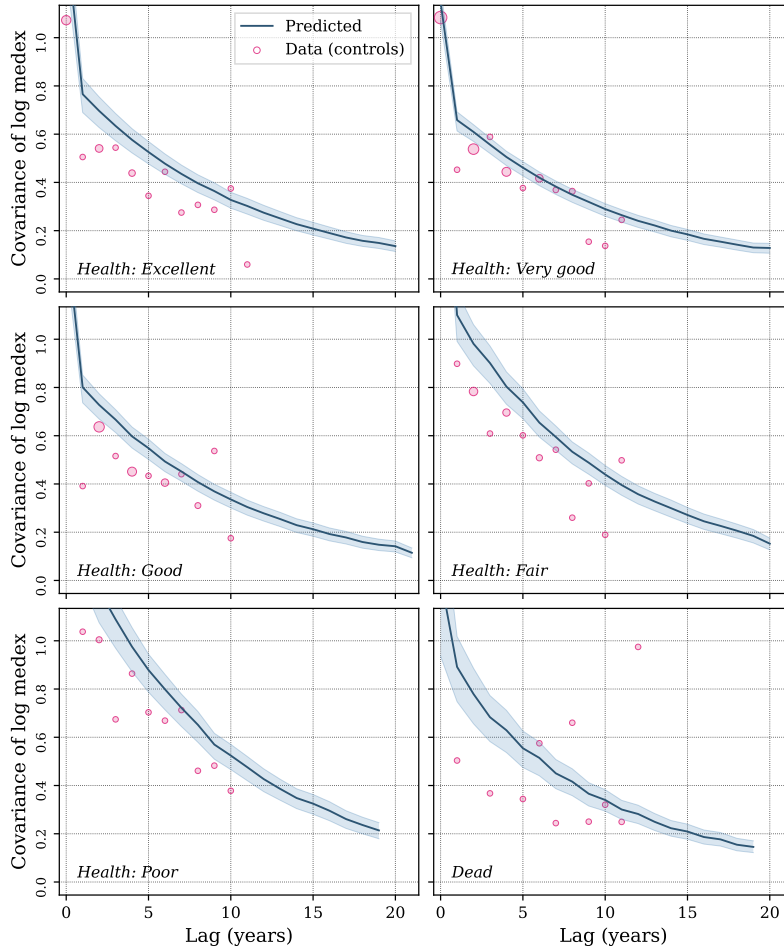 Covariance of log medex
0.0 0.2 0.4 0.6 0.8 1.0
Predicted
Data (controls)
Health: Excellent
Health: Very good
Covariance of log medex
0.0 0.2 0.4 0.6 0.8 1.0
Health: Good
Health: Fair
Covariance of log medex
0.0 0.2 0.4 0.6 0.8 1.0
Health: Poor
Dead
0 5 10 15 20
0 5 10 15 20
Lag (years)
Lag (years)